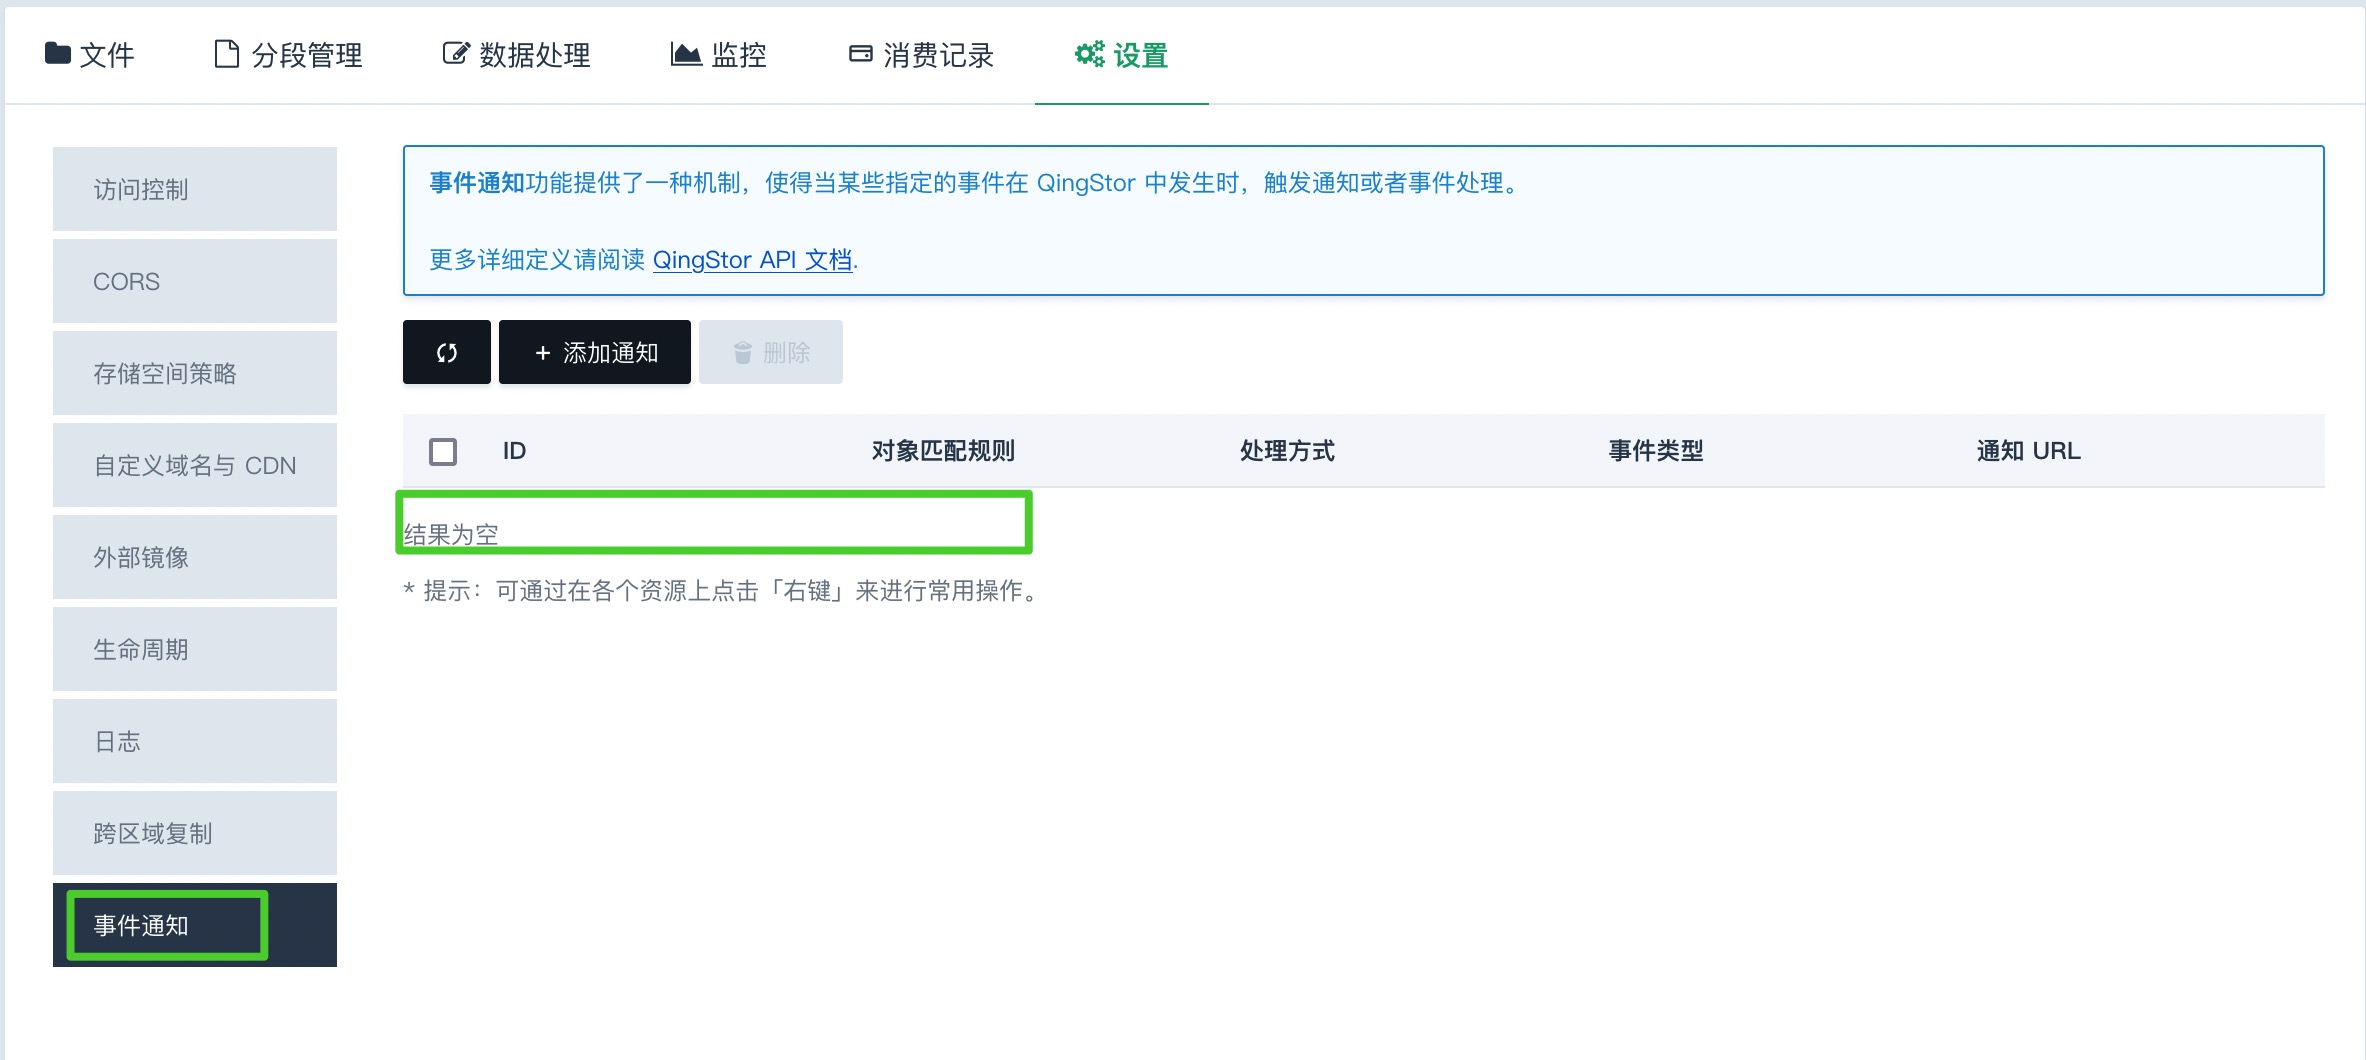 文件 分段管理 数据处理 监控 消费记录 设置
访问控制
CORS
存储空间策略
自定义域名与 CDN
外部镜像
生命周期
日志
跨区域复制
事件通知
事件通知功能提供了一种机制，使得当某些指定的事件在 QingStor 中发生时，触发通知或者事件处理。
更多详细定义请阅读 QingStor API 文档.
+ 添加通知 删除
ID 对象匹配规则 处理方式 事件类型 通知 URL
结果为空
* 提示：可通过在各个资源上点击「右键」来进行常用操作。